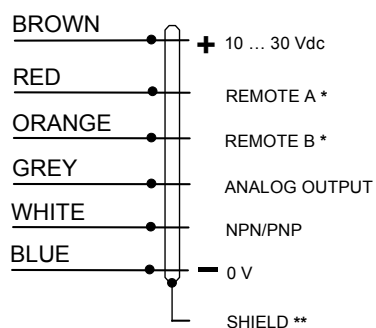 BROWN + 10 … 30 Vdc
RED REMOTE A *
ORANGE REMOTE B *
GREY ANALOG OUTPUT
WHITE NPN/PNP
BLUE − 0 V
SHIELD **